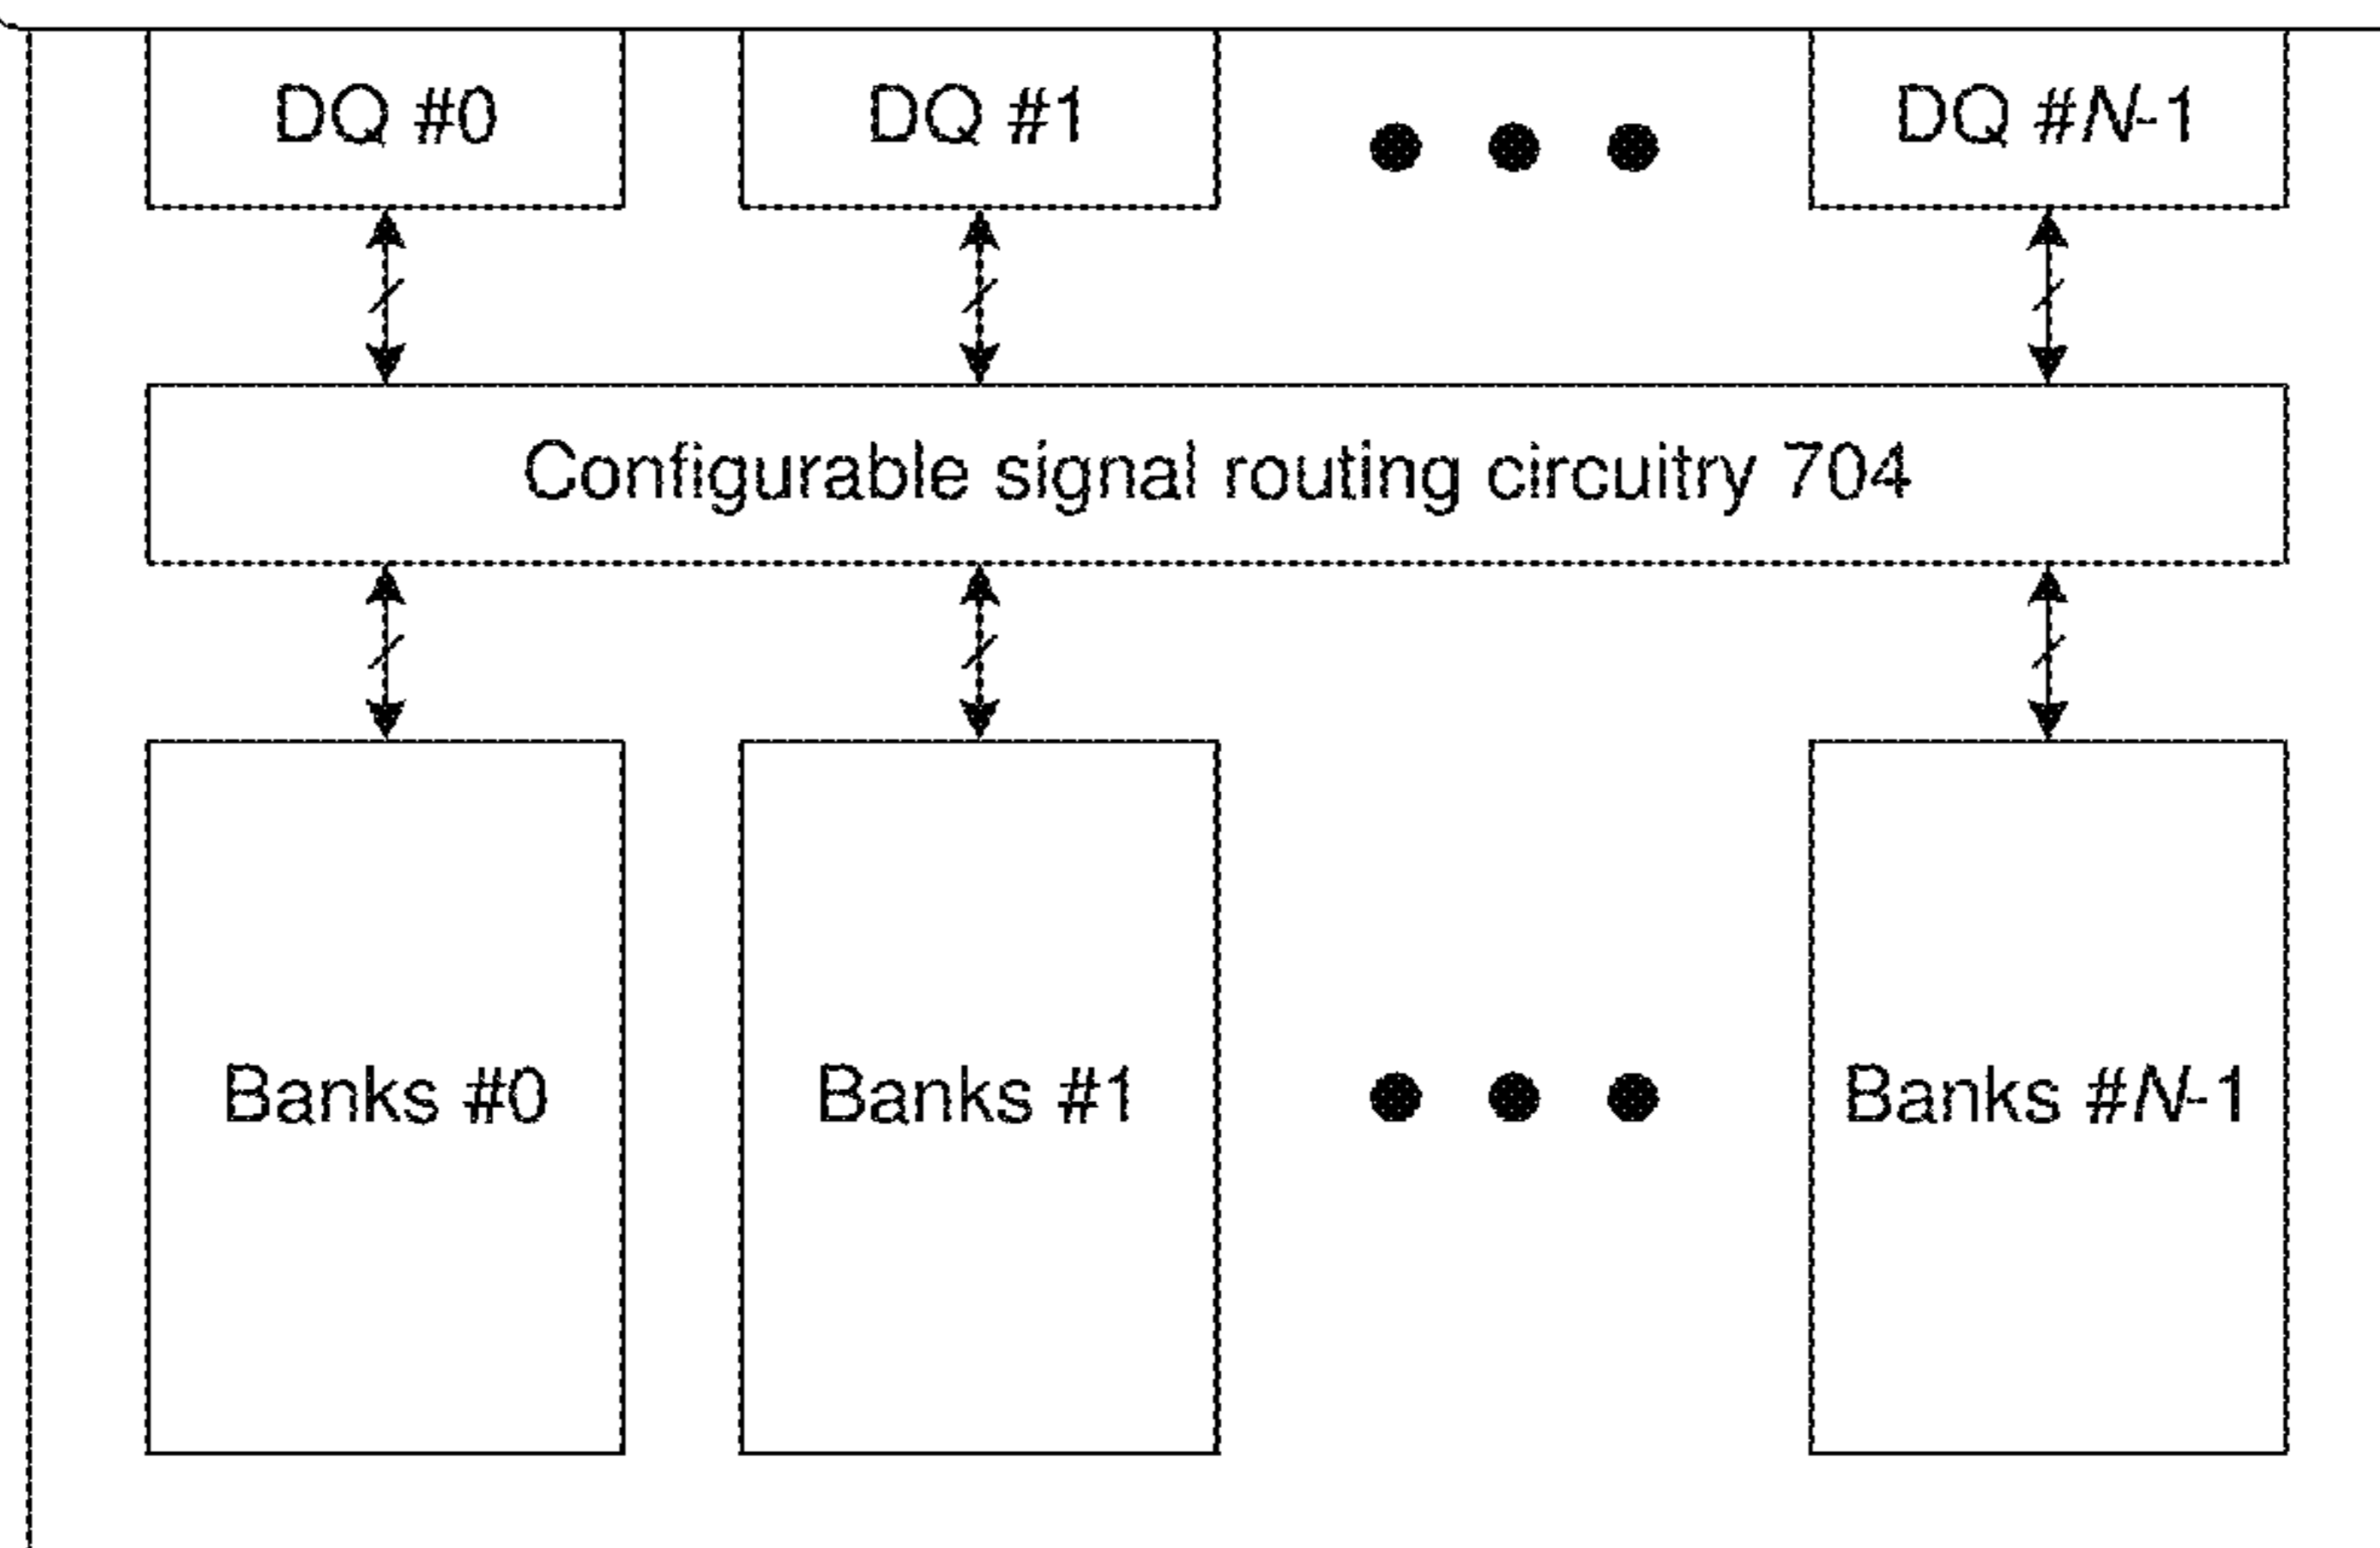 DQ #0
DQ #1
DQ #N-1
Configurable signal routing circuitry 704
Banks #0
Banks #1
Banks #N-1